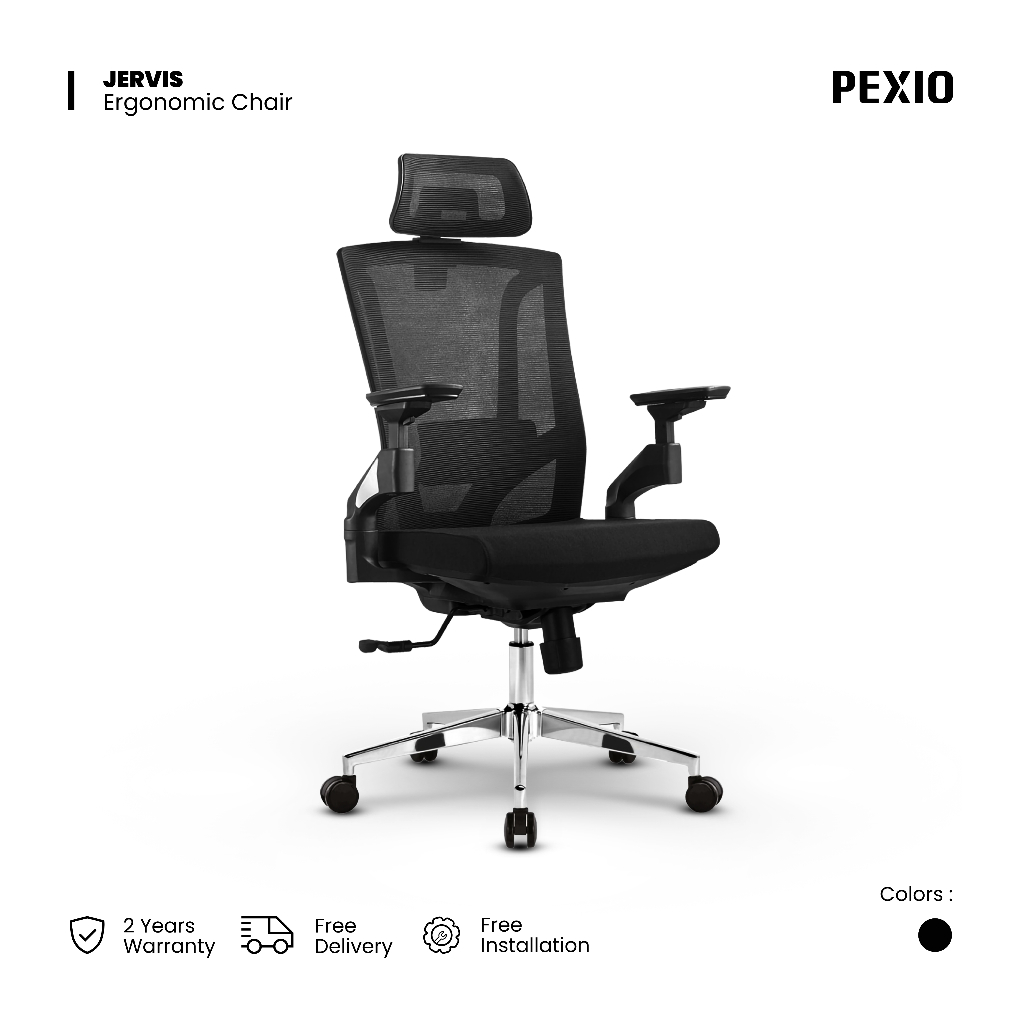 JERVIS
Ergonomic Chair
PEXIO
Colors :
2 Years
Warranty
Free
Delivery
Free
Installation